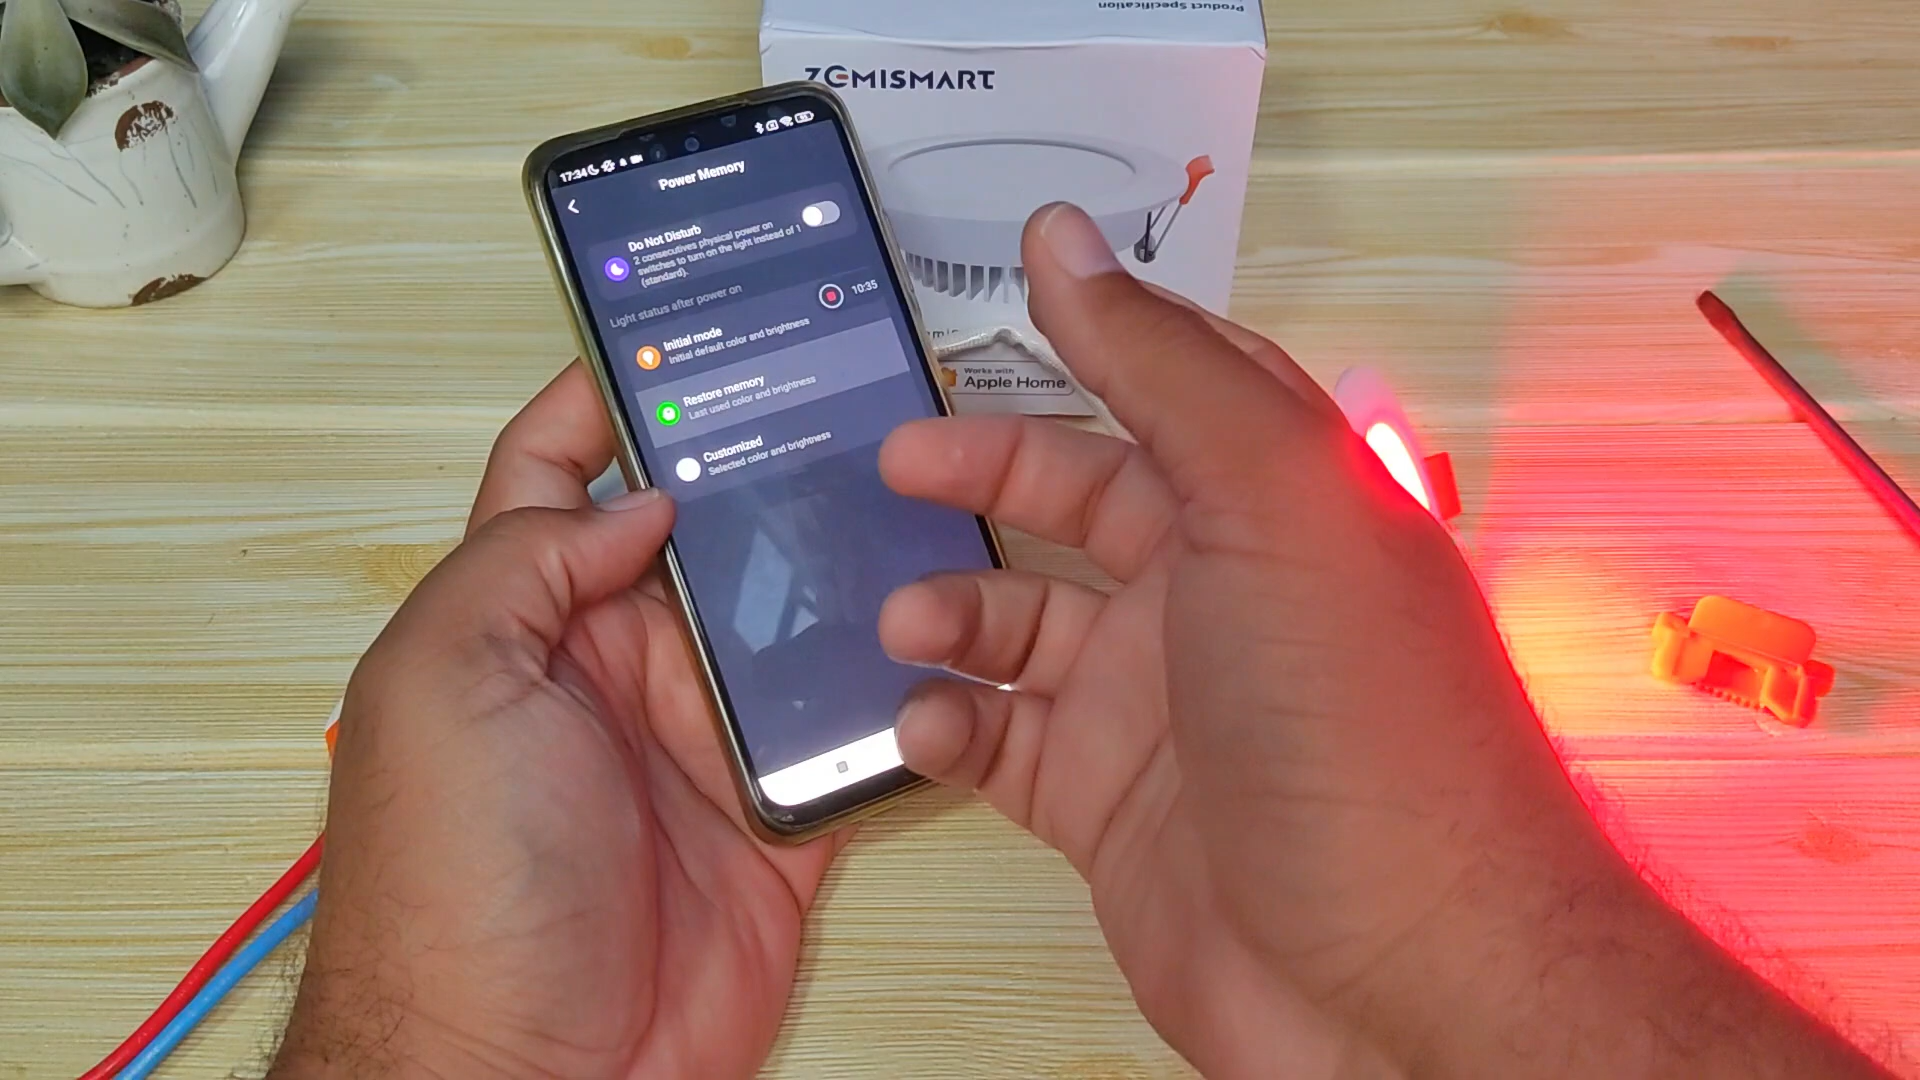 Product Specification
ZEMISMART
17:34
Power Memory
Do Not Disturb
2 consecutives physical power on
switches to turn on the light instead of 1
(standard).
Light status after power on
10:35
Initial mode
Initial default color and brightness
Restore memory
Last used color and brightness
Customized
Selected color and brightness
Works with
Apple Home